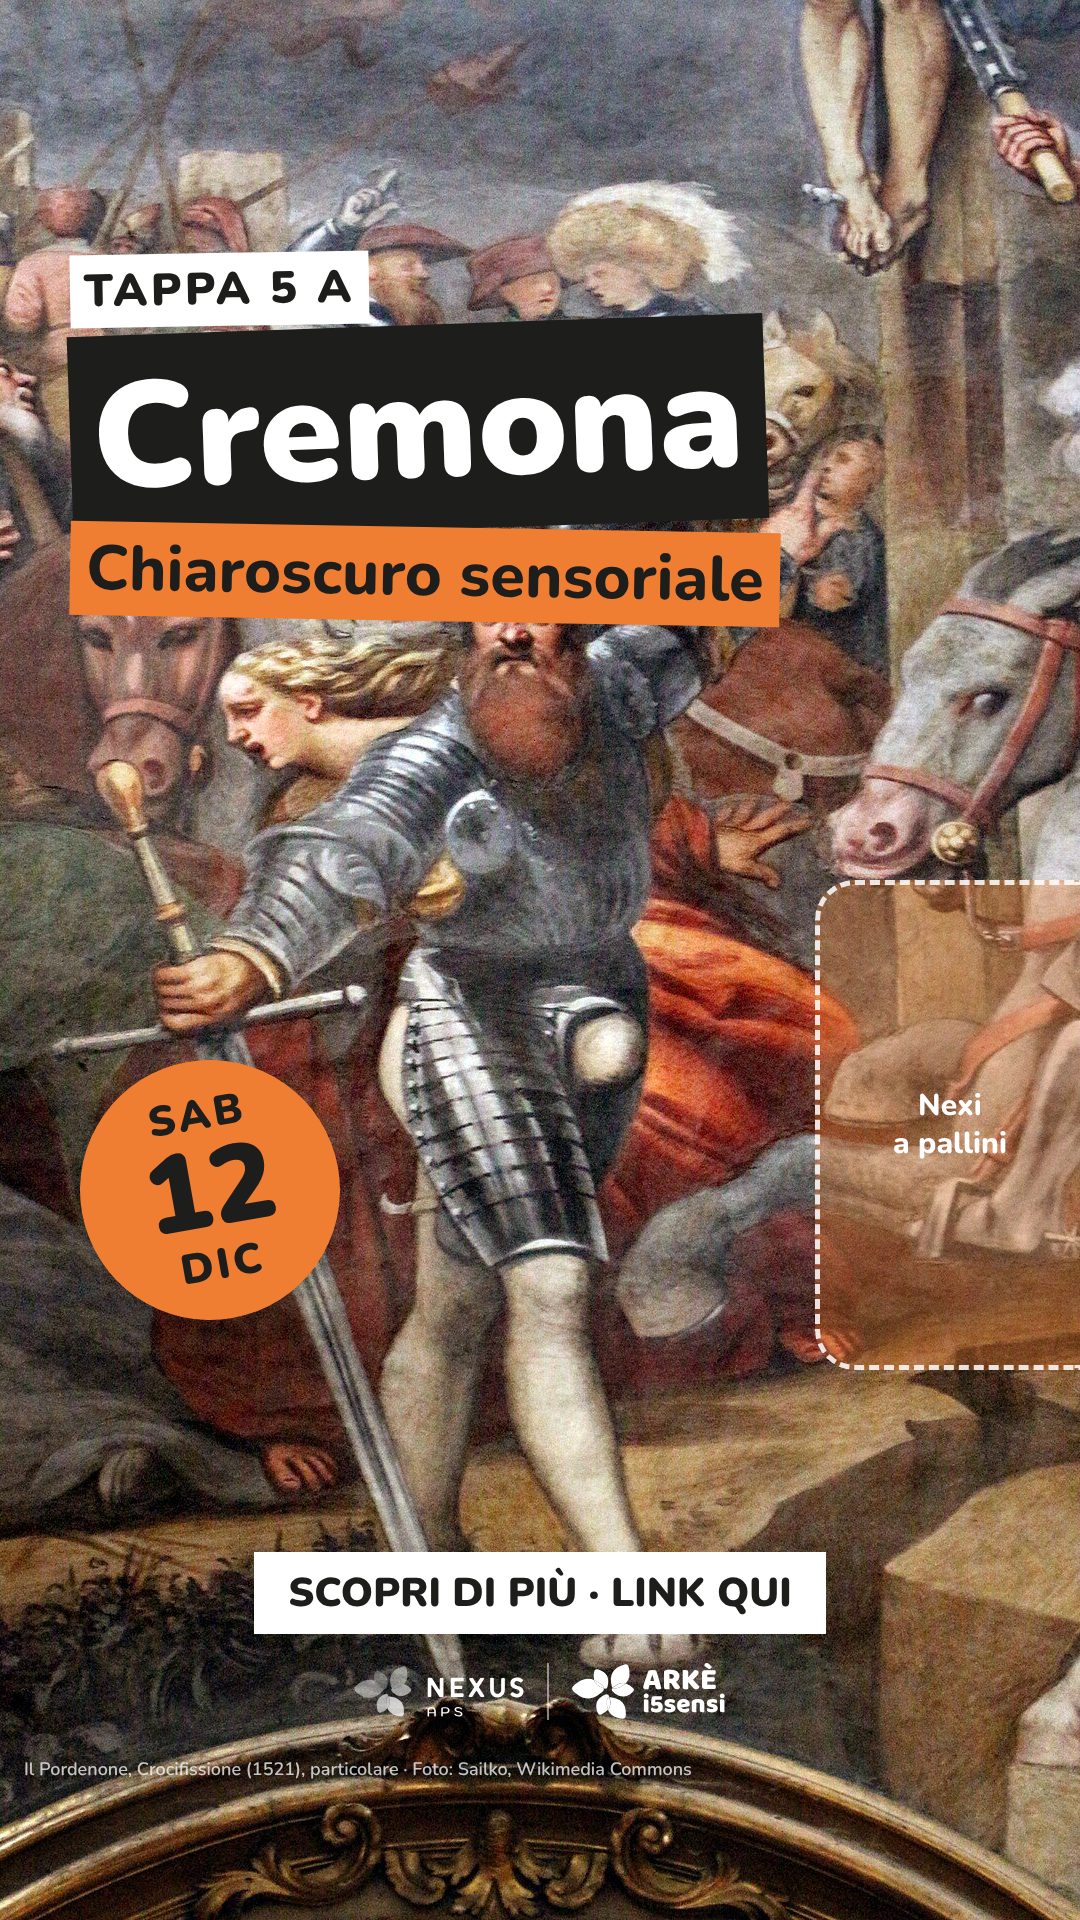 TAPPA 5 A
Cremona
Chiaroscuro sensoriale
SAB
12
DIC
Nexi
a pallini
SCOPRI DI PIÙ · LINK QUI
NEXUS
APS
ARKÈ
i5sensi
Il Pordenone, Crocifissione (1521), particolare · Foto: Sailko, Wikimedia Commons